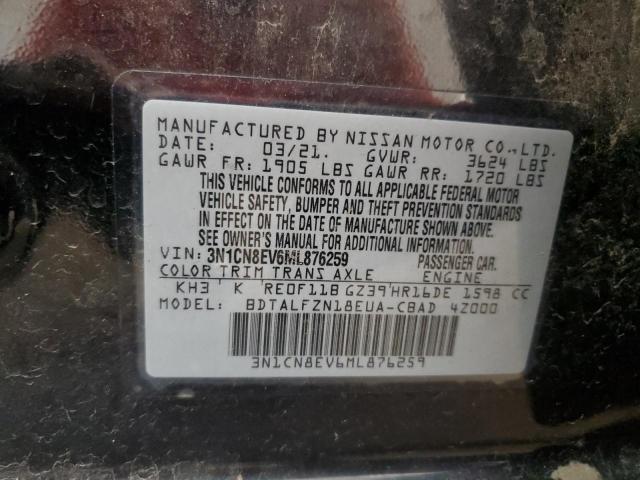 MANUFACTURED BY NISSAN MOTOR CO., LTD.
DATE: 03/21. GVWR: 3624 LBS
GAWR FR: 1905 LBS GAWR RR: 1720 LBS
THIS VEHICLE CONFORMS TO ALL APPLICABLE FEDERAL MOTOR
VEHICLE SAFETY, BUMPER AND THEFT PREVENTION STANDARDS
IN EFFECT ON THE DATE OF MANUFACTURE SHOWN ABOVE.
SEE OWNER'S MANUAL FOR ADDITIONAL INFORMATION.
VIN: 3N1CN8EV6ML876259 PASSENGER CAR.
COLOR TRIM TRANS AXLE ENGINE
KH3 K RE0F11B GZ39 HR16DE 1598 CC
MODEL: BDTALFZN18EUA-CBAD 4Z000
3N1CN8EV6ML876259